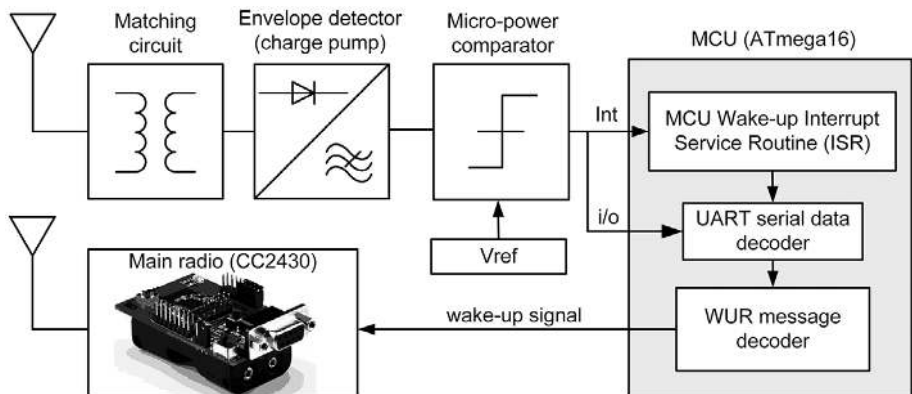 Matching
circuit
Envelope detector
(charge pump)
Micro-power
comparator
MCU (ATmega16)
Int
MCU Wake-up Interrupt
Service Routine (ISR)
i/o
UART serial data
decoder
Vref
Main radio (CC2430)
wake-up signal
WUR message
decoder